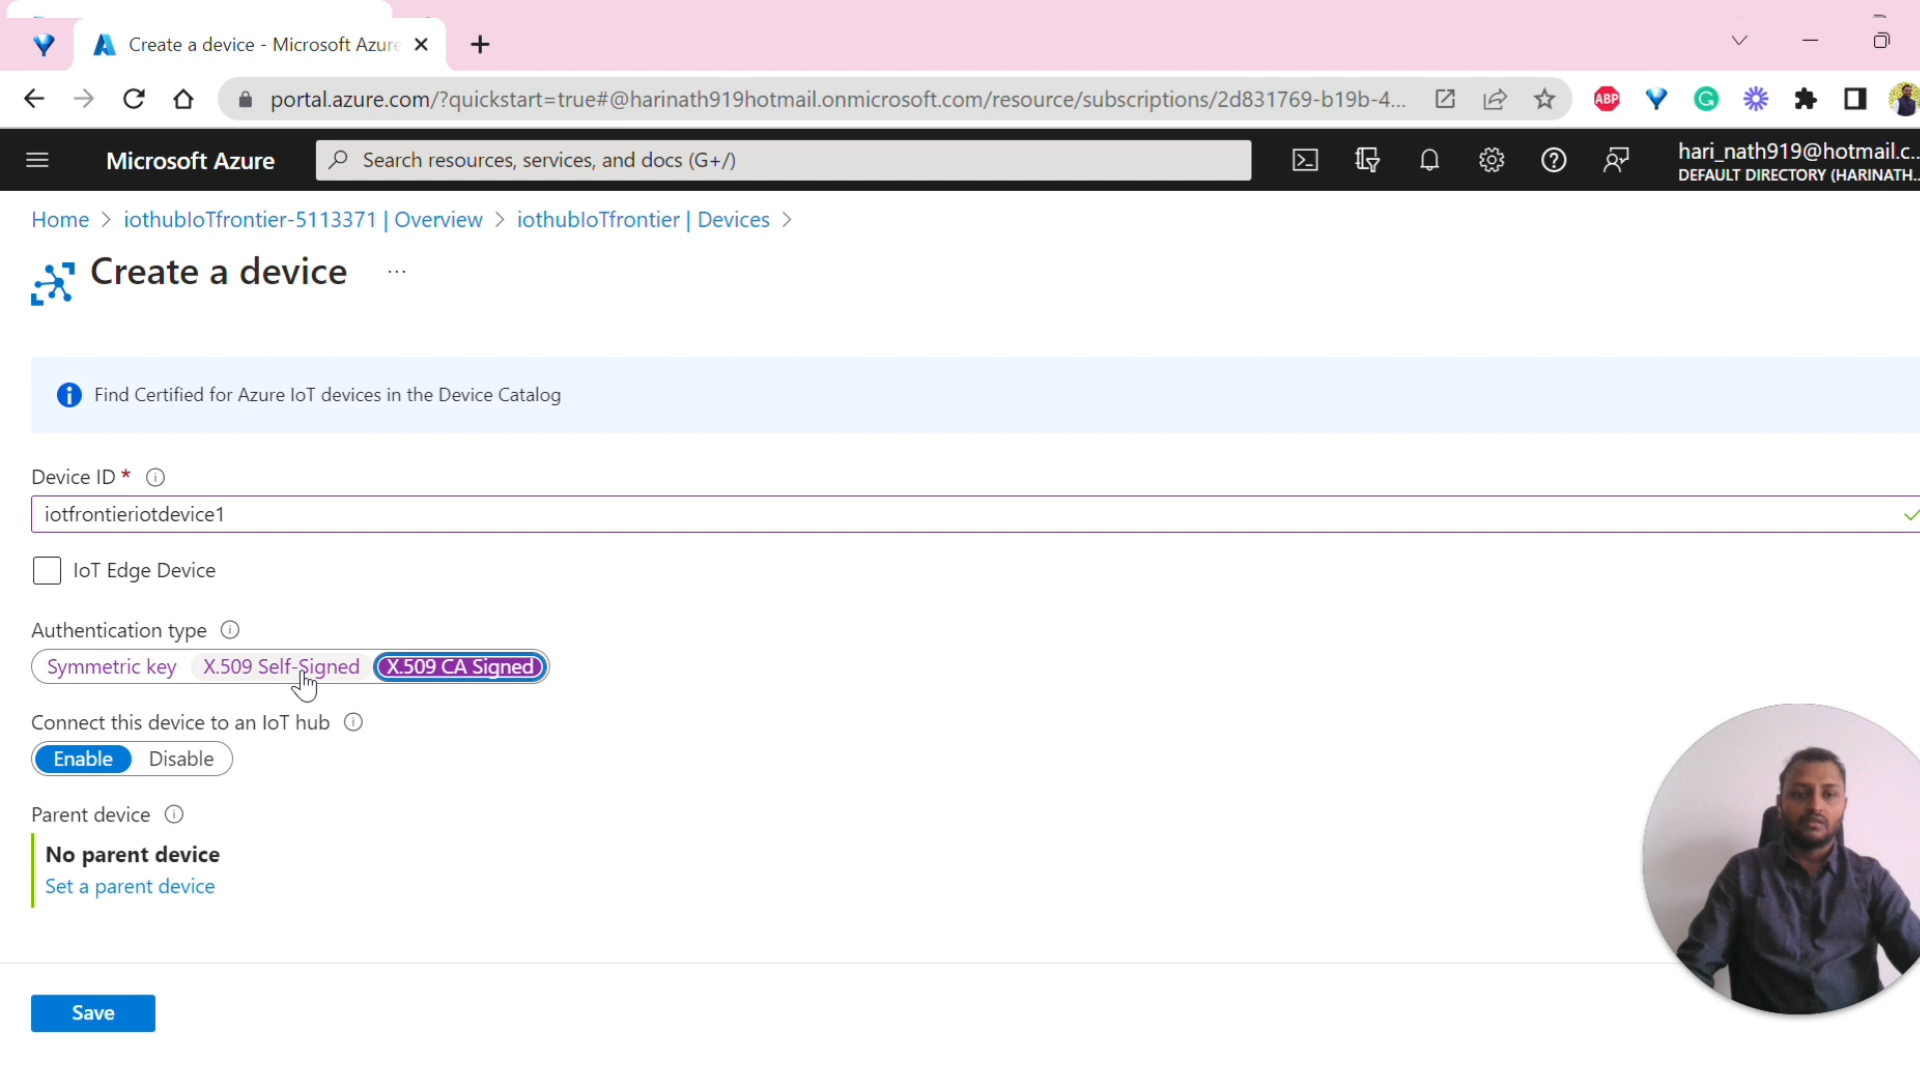 Create a device - Microsoft Azure
portal.azure.com/?quickstart=true#@harinath919hotmail.onmicrosoft.com/resource/subscriptions/2d831769-b19b-4...
ABP
Microsoft Azure
Search resources, services, and docs (G+/)
hari_nath919@hotmail.c...
DEFAULT DIRECTORY (HARINATH...
Home > iothubIoTfrontier-5113371 | Overview > iothubIoTfrontier | Devices >
Create a device ...
Find Certified for Azure IoT devices in the Device Catalog
Device ID *
iotfrontieriotdevice1
IoT Edge Device
Authentication type
Symmetric key X.509 Self-Signed X.509 CA Signed
Connect this device to an IoT hub
Enable Disable
Parent device
No parent device
Set a parent device
Save